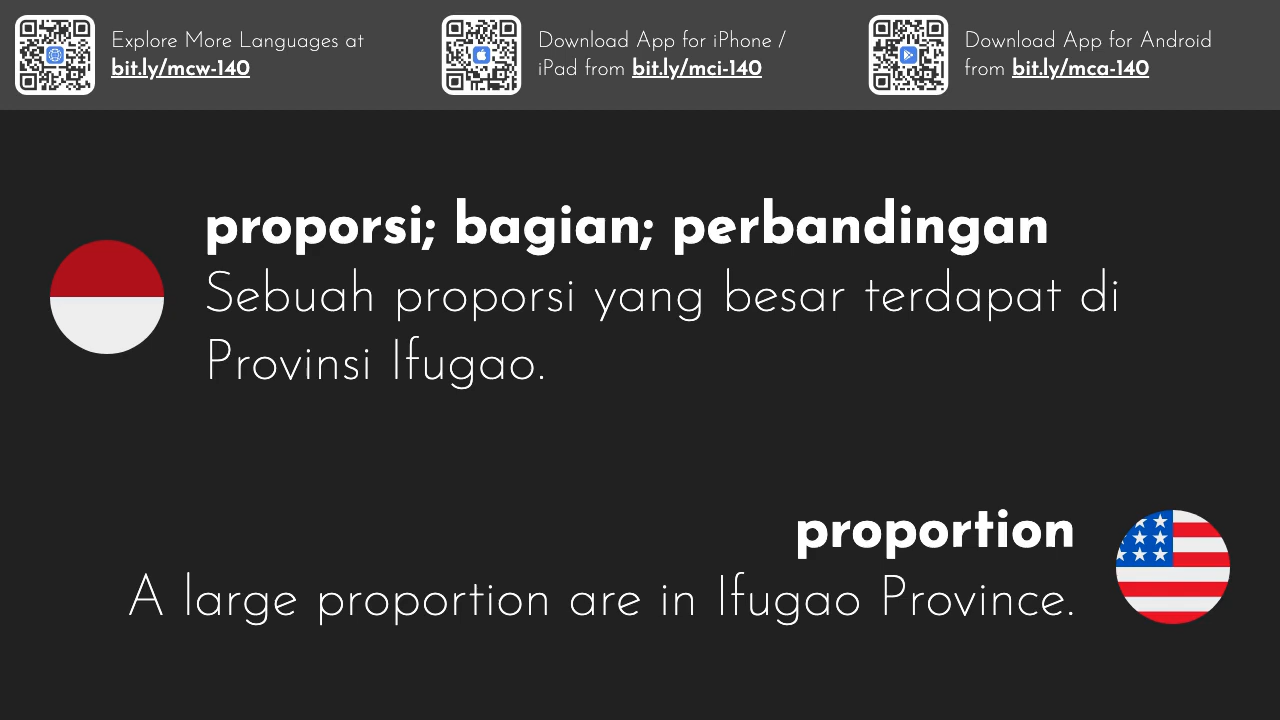 Explore More Languages at
bit.ly/mcw-140
Download App for iPhone /
iPad from bit.ly/mci-140
Download App for Android
from bit.ly/mca-140
proporsi; bagian; perbandingan
Sebuah proporsi yang besar terdapat di
Provinsi Ifugao.
proportion
A large proportion are in Ifugao Province.